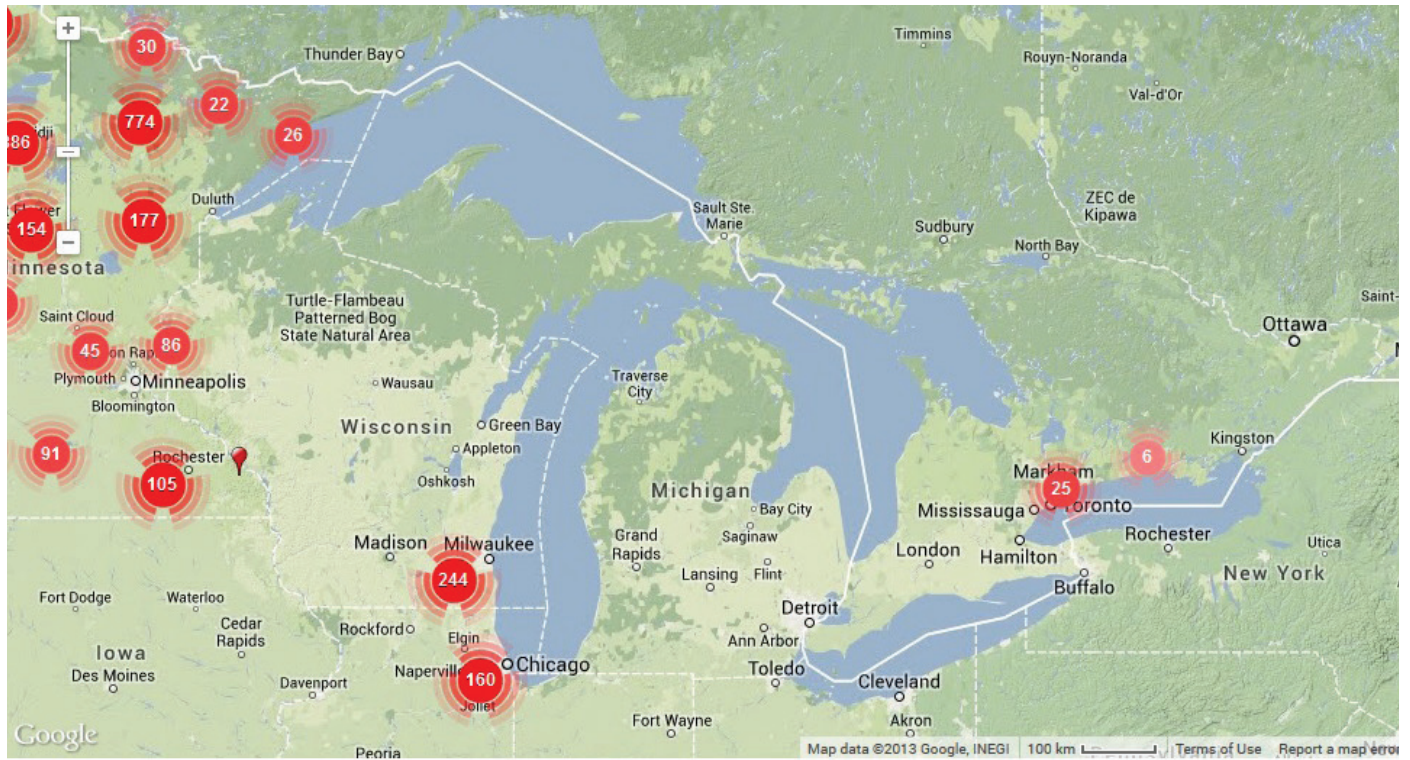 Timmins
30
Thunder Bay
Rouyn-Noranda
Val-d'Or
22
774
26
386
Duluth
ZEC de
Kipawa
Sault Ste.
Marie
177
154
Sudbury
North Bay
Turtle-Flambeau
Patterned Bog
State Natural Area
Saint Cloud
Ottawa
45
86
Plymouth
Minneapolis
Bloomington
Wausau
Traverse
City
Wisconsin
Green Bay
Appleton
Oshkosh
91
Rochester
105
Kingston
6
Markham
25
Toronto
Mississauga
Michigan
Bay City
Saginaw
Grand
Rapids
Lansing
Flint
London
Hamilton
Rochester
Utica
New York
Buffalo
Madison
Milwaukee
244
Fort Dodge
Waterloo
Cedar
Rapids
Rockford
Elgin
Detroit
Ann Arbor
Iowa
Des Moines
Davenport
Chicago
160
Joliet
Toledo
Cleveland
Akron
Fort Wayne
Peoria
Google
Map data ©2013 Google, INEGI
100 km
Terms of Use
Report a map error